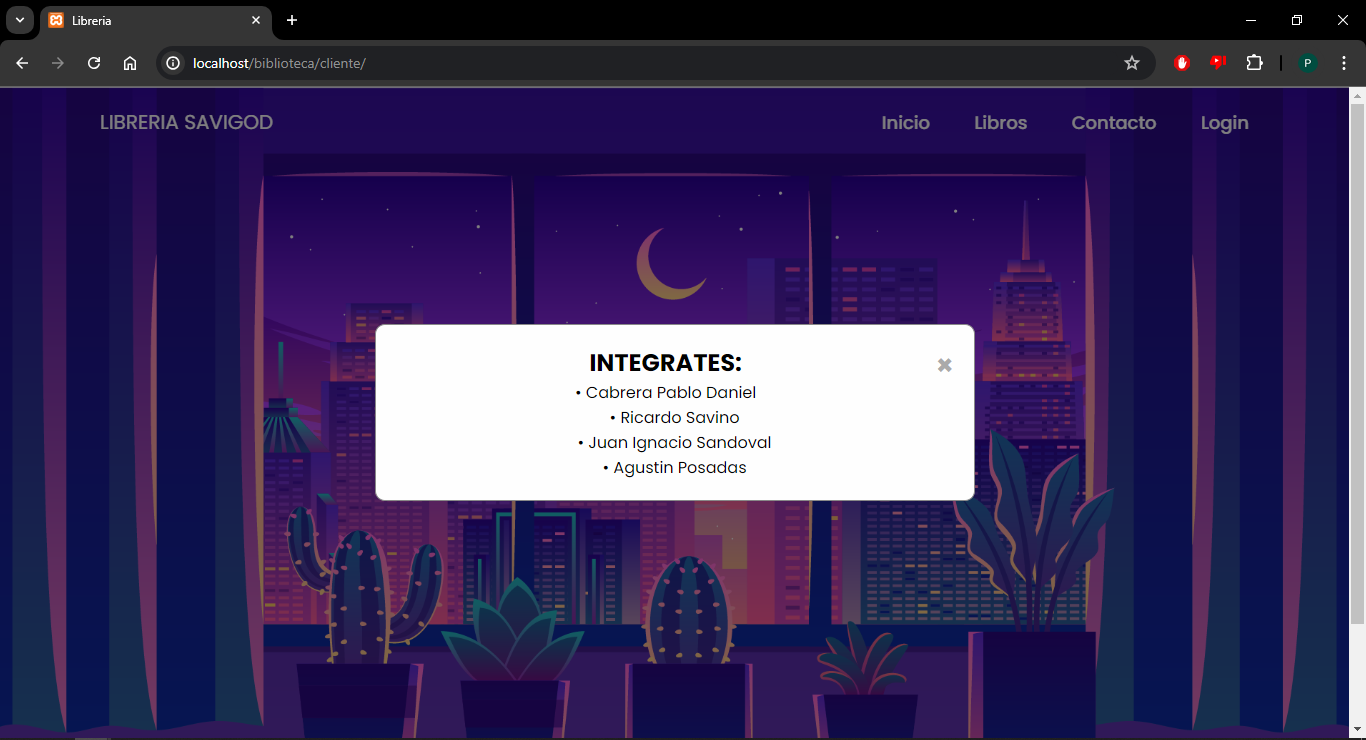 Libreria
localhost/biblioteca/cliente/
P
LIBRERIA SAVIGOD
Inicio
Libros
Contacto
Login
INTEGRATES:
• Cabrera Pablo Daniel
• Ricardo Savino
• Juan Ignacio Sandoval
• Agustin Posadas